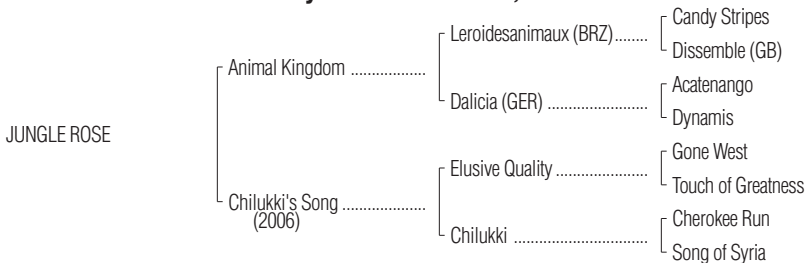 Candy Stripes
Leroidesanimaux (BRZ)........
Dissemble (GB)
Animal Kingdom ..................
Acatenango
Dalicia (GER) ......................
Dynamis
JUNGLE ROSE
Gone West
Elusive Quality ....................
Touch of Greatness
Chilukki's Song ....................
(2006)
Cherokee Run
Chilukki ..............................
Song of Syria